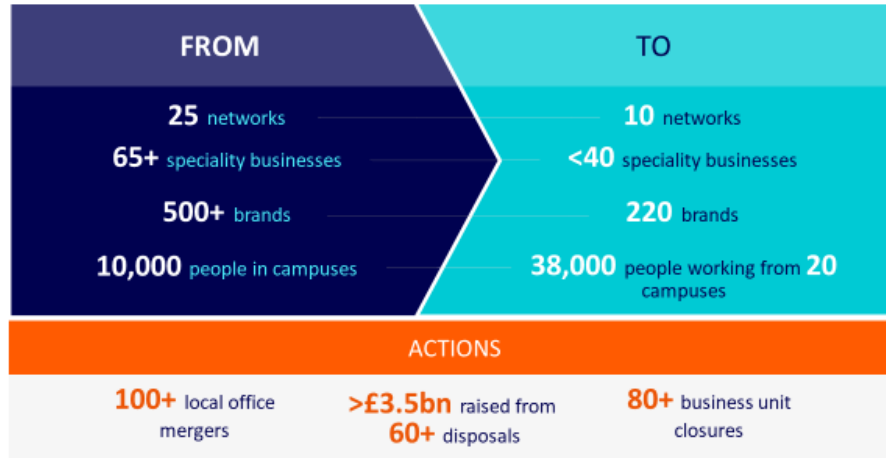 FROM
TO
25 networks
10 networks
65+ speciality businesses
<40 speciality businesses
500+ brands
220 brands
10,000 people in campuses
38,000 people working from 20
campuses
ACTIONS
100+ local office
mergers
>£3.5bn raised from
60+ disposals
80+ business unit
closures